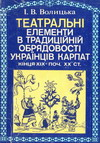 І. В. Волицька
ТЕАТРАЛЬНІ
ЕЛЕМЕНТИ
В ТРАДИЦІЙНІЙ
ОБРЯДОВОСТІ
УКРАЇНЦІВ КАРПАТ
КІНЦЯ XIX - ПОЧ. XX СТ.